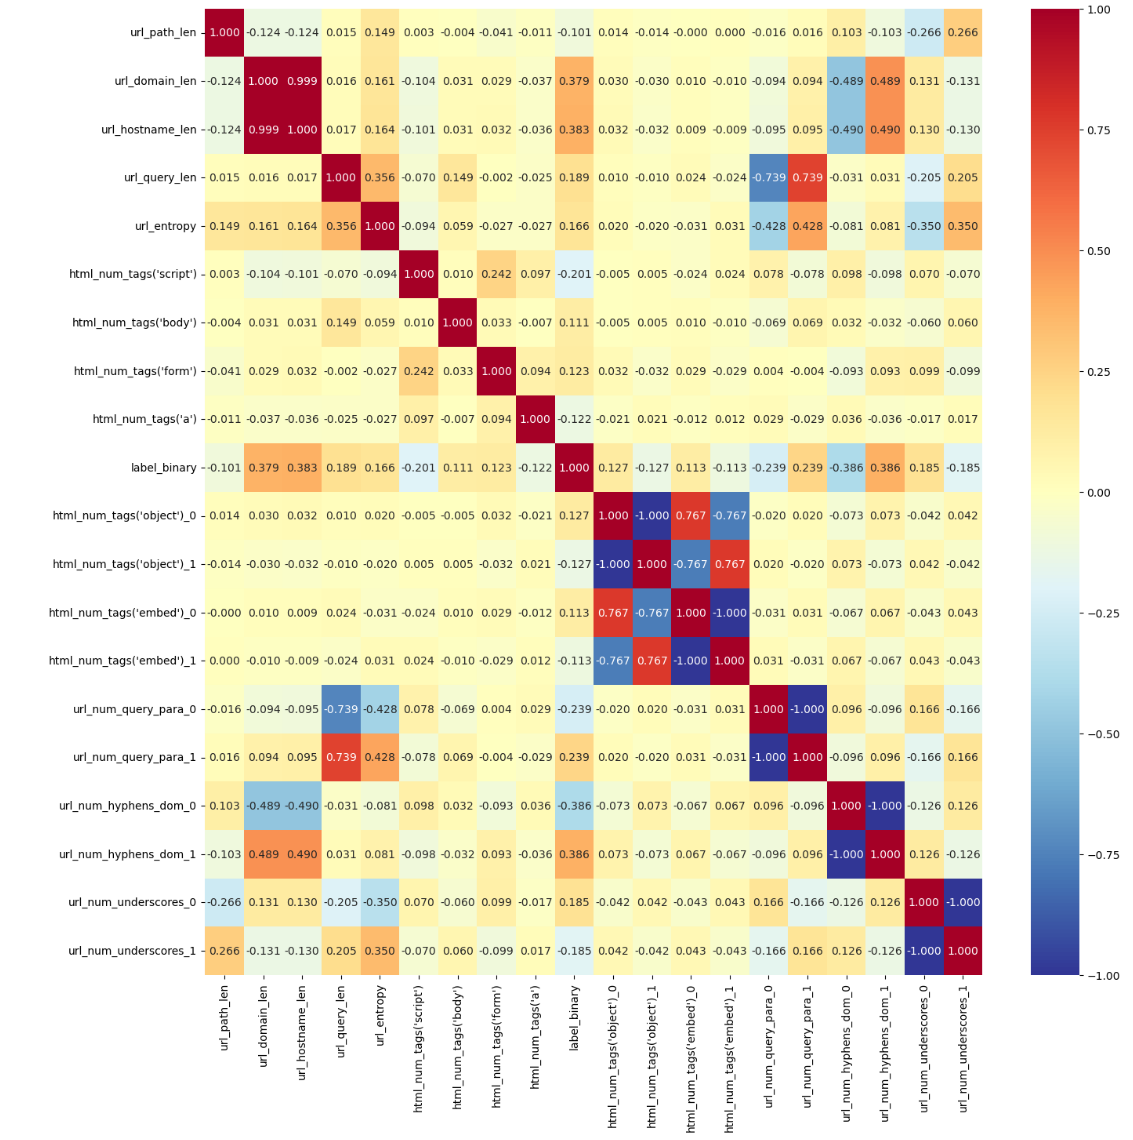 url_path_len 1.000 -0.124 -0.124 0.015 0.149 0.003 -0.004 -0.041 -0.011 -0.101 0.014 -0.014 -0.000 0.000 -0.016 0.016 0.103 -0.103 -0.266 0.266
url_domain_len -0.124 1.000 0.999 0.016 0.161 -0.104 0.031 0.029 -0.037 0.379 0.030 -0.030 0.010 -0.010 -0.094 0.094 -0.489 0.489 0.131 -0.131
url_hostname_len -0.124 0.999 1.000 0.017 0.164 -0.101 0.031 0.032 -0.036 0.383 0.032 -0.032 0.009 -0.009 -0.095 0.095 -0.490 0.490 0.130 -0.130
url_query_len 0.015 0.016 0.017 1.000 0.356 -0.070 0.149 -0.002 -0.025 0.189 0.010 -0.010 0.024 -0.024 -0.739 0.739 -0.031 0.031 -0.205 0.205
url_entropy 0.149 0.161 0.164 0.356 1.000 -0.094 0.059 -0.027 -0.027 0.166 0.020 -0.020 -0.031 0.031 -0.428 0.428 -0.081 0.081 -0.350 0.350
html_num_tags('script') 0.003 -0.104 -0.101 -0.070 -0.094 1.000 0.010 0.242 0.097 -0.201 -0.005 0.005 -0.024 0.024 0.078 -0.078 0.098 -0.098 0.070 -0.070
html_num_tags('body') -0.004 0.031 0.031 0.149 0.059 0.010 1.000 0.033 -0.007 0.111 -0.005 0.005 0.010 -0.010 -0.069 0.069 0.032 -0.032 -0.060 0.060
html_num_tags('form') -0.041 0.029 0.032 -0.002 -0.027 0.242 0.033 1.000 0.094 0.123 0.032 -0.032 0.029 -0.029 0.004 -0.004 -0.093 0.093 0.099 -0.099
html_num_tags('a') -0.011 -0.037 -0.036 -0.025 -0.027 0.097 -0.007 0.094 1.000 -0.122 -0.021 0.021 -0.012 0.012 0.029 -0.029 0.036 -0.036 -0.017 0.017
label_binary -0.101 0.379 0.383 0.189 0.166 -0.201 0.111 0.123 -0.122 1.000 0.127 -0.127 0.113 -0.113 -0.239 0.239 -0.386 0.386 0.185 -0.185
html_num_tags('object')_0 0.014 0.030 0.032 0.010 0.020 -0.005 -0.005 0.032 -0.021 0.127 1.000 -1.000 0.767 -0.767 -0.020 0.020 -0.073 0.073 -0.042 0.042
html_num_tags('object')_1 -0.014 -0.030 -0.032 -0.010 -0.020 0.005 0.005 -0.032 0.021 -0.127 -1.000 1.000 -0.767 0.767 0.020 -0.020 0.073 -0.073 0.042 -0.042
html_num_tags('embed')_0 -0.000 0.010 0.009 0.024 -0.031 -0.024 0.010 0.029 -0.012 0.113 0.767 -0.767 1.000 -1.000 -0.031 0.031 -0.067 0.067 -0.043 0.043
html_num_tags('embed')_1 0.000 -0.010 -0.009 -0.024 0.031 0.024 -0.010 -0.029 0.012 -0.113 -0.767 0.767 -1.000 1.000 0.031 -0.031 0.067 -0.067 0.043 -0.043
url_num_query_para_0 -0.016 -0.094 -0.095 -0.739 -0.428 0.078 -0.069 0.004 0.029 -0.239 -0.020 0.020 -0.031 0.031 1.000 -1.000 0.096 -0.096 0.166 -0.166
url_num_query_para_1 0.016 0.094 0.095 0.739 0.428 -0.078 0.069 -0.004 -0.029 0.239 0.020 -0.020 0.031 -0.031 -1.000 1.000 -0.096 0.096 -0.166 0.166
url_num_hyphens_dom_0 0.103 -0.489 -0.490 -0.031 -0.081 0.098 0.032 -0.093 0.036 -0.386 -0.073 0.073 -0.067 0.067 0.096 -0.096 1.000 -1.000 -0.126 0.126
url_num_hyphens_dom_1 -0.103 0.489 0.490 0.031 0.081 -0.098 -0.032 0.093 -0.036 0.386 0.073 -0.073 0.067 -0.067 -0.096 0.096 -1.000 1.000 0.126 -0.126
url_num_underscores_0 -0.266 0.131 0.130 -0.205 -0.350 0.070 -0.060 0.099 -0.017 0.185 -0.042 0.042 -0.043 0.043 0.166 -0.166 -0.126 0.126 1.000 -1.000
url_num_underscores_1 0.266 -0.131 -0.130 0.205 0.350 -0.070 0.060 -0.099 0.017 -0.185 0.042 -0.042 0.043 -0.043 -0.166 0.166 0.126 -0.126 -1.000 1.000
url_path_len
url_domain_len
url_hostname_len
url_query_len
url_entropy
html_num_tags('script')
html_num_tags('body')
html_num_tags('form')
html_num_tags('a')
label_binary
html_num_tags('object')_0
html_num_tags('object')_1
html_num_tags('embed')_0
html_num_tags('embed')_1
url_num_query_para_0
url_num_query_para_1
url_num_hyphens_dom_0
url_num_hyphens_dom_1
url_num_underscores_0
url_num_underscores_1
1.00
0.75
0.50
0.25
0.00
−0.25
−0.50
−0.75
−1.00